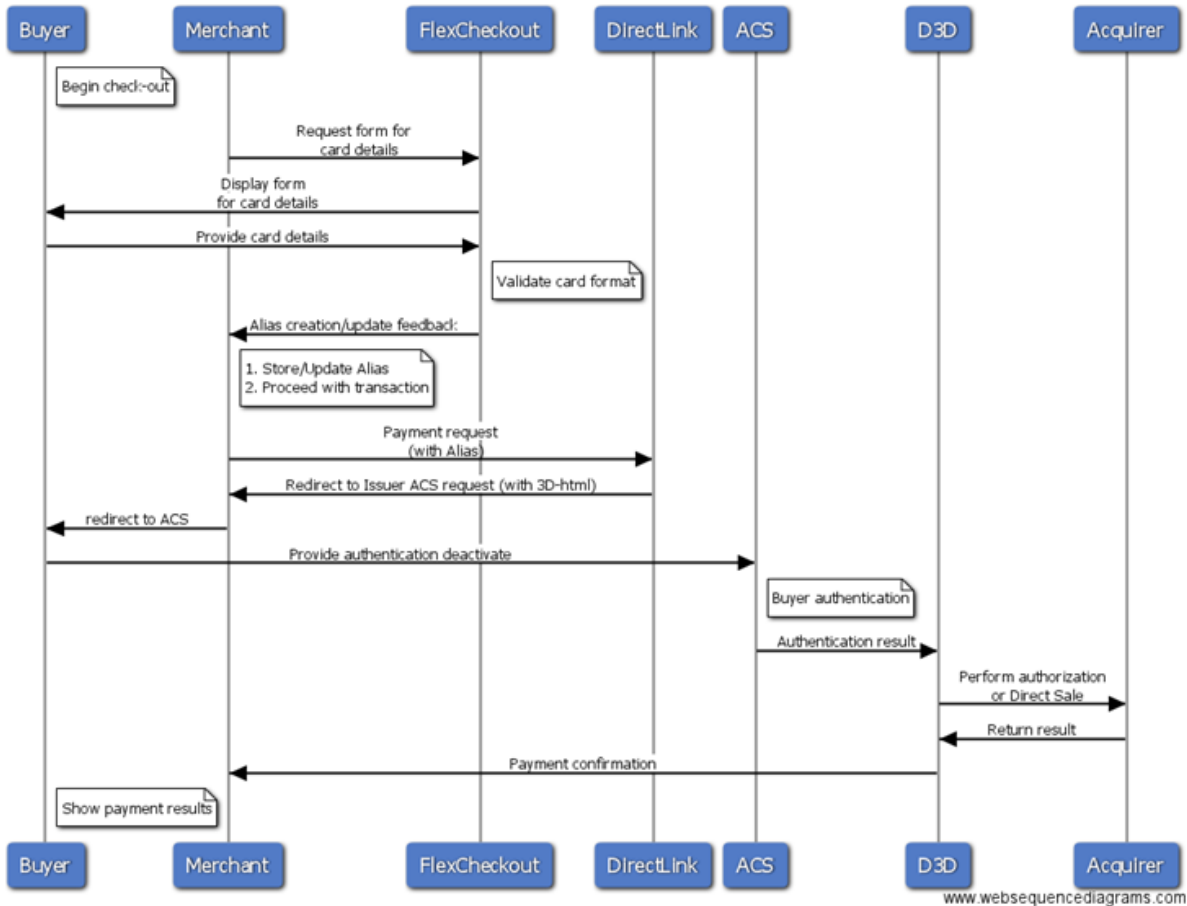 Buyer
Merchant
FlexCheckout
DirectLink
ACS
D3D
Acquirer
Begin check-out
Request form for
card details
Display form
for card details
Provide card details
Validate card format
Alias creation/update feedback
1. Store/Update Alias
2. Proceed with transaction
Payment request
(with Alias)
Redirect to Issuer ACS request (with 3D-html)
redirect to ACS
Provide authentication deactivate
Buyer authentication
Authentication result
Perform authorization
or Direct Sale
Return result
Payment confirmation
Show payment results
Buyer
Merchant
FlexCheckout
DirectLink
ACS
D3D
Acquirer
www.websequencediagrams.com